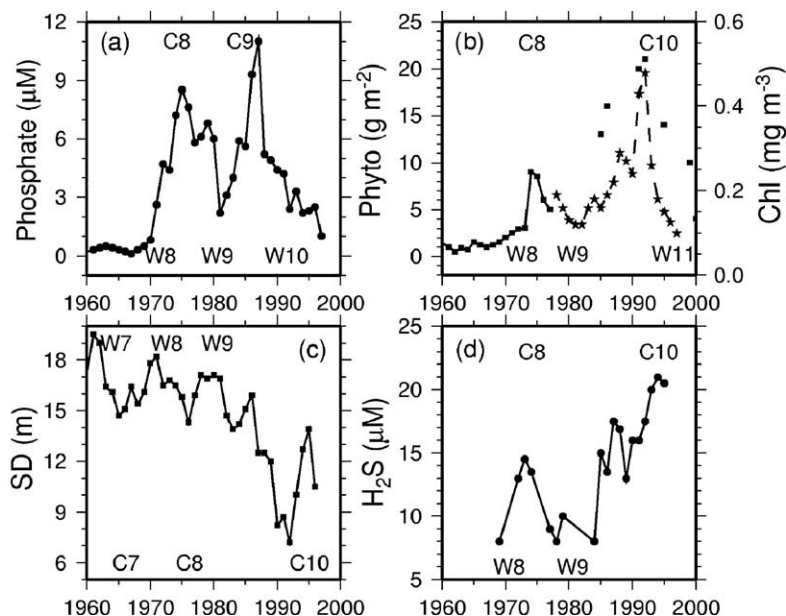 12
9
6
3
0
Phosphate (μM)
(a)
C8
C9
W8
W9
W10
1960 1970 1980 1990 2000
25
20
15
10
5
0
Phyto (g m-2)
(b)
C8
C10
W8
W9
W11
0.6
0.4
0.2
0.0
Chl (mg m-3)
1960 1970 1980 1990 2000
18
15
12
9
6
SD (m)
W7
W8
W9
(c)
C7
C8
C10
1960 1970 1980 1990 2000
25
20
15
10
5
H2S (μM)
(d)
C8
C10
W8
W9
1960 1970 1980 1990 2000